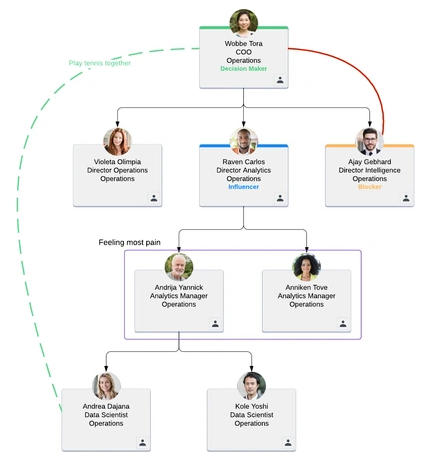 Wobbe Tora
COO
Operations
Decision Maker
Play tennis together
Violeta Olimpia
Director Operations
Operations
Raven Carlos
Director Analytics
Operations
Influencer
Ajay Gebhard
Director Intelligence
Operations
Blocker
Feeling most pain
Andrija Yannick
Analytics Manager
Operations
Anniken Tove
Analytics Manager
Operations
Andrea Dajana
Data Scientist
Operations
Kole Yoshi
Data Scientist
Operations